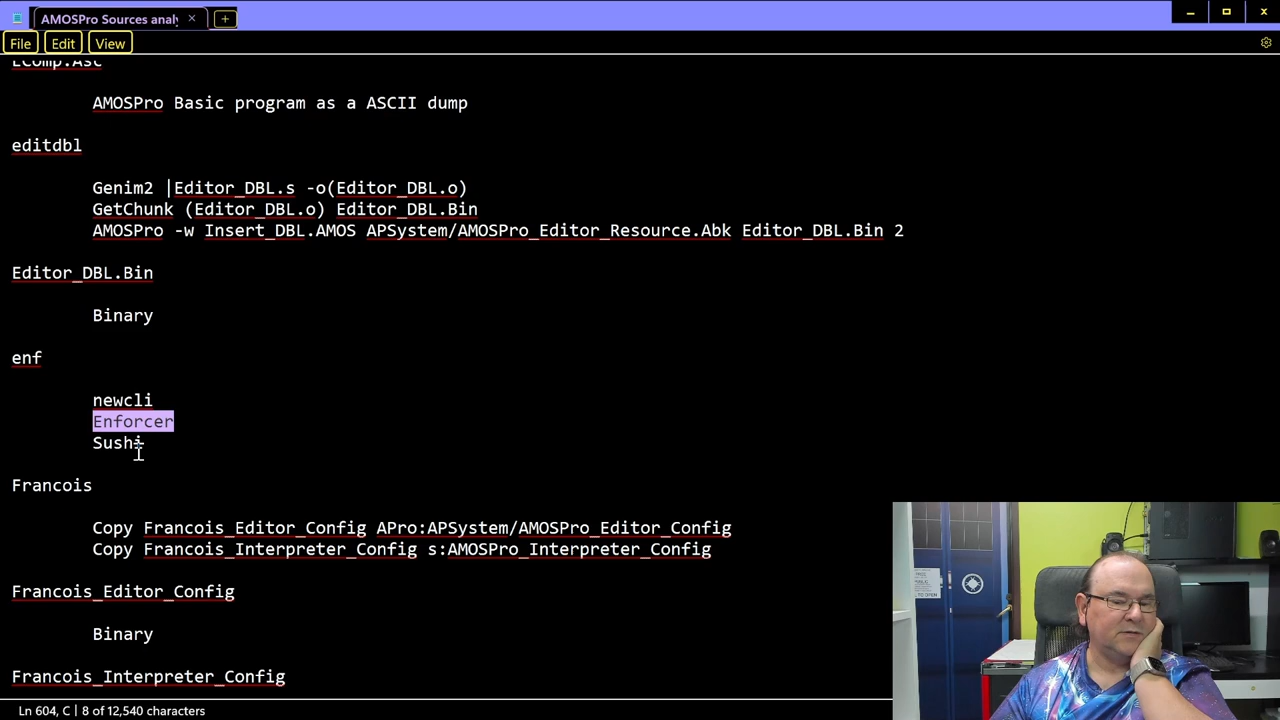 AMOSPro Sources analy
File Edit View
LComp.Asc
AMOSPro Basic program as a ASCII dump
editdbl
Genim2 |Editor_DBL.s -o(Editor_DBL.o)
GetChunk (Editor_DBL.o) Editor_DBL.Bin
AMOSPro -w Insert_DBL.AMOS APSystem/AMOSPro_Editor_Resource.Abk Editor_DBL.Bin 2
Editor_DBL.Bin
Binary
enf
newcli
Enforcer
Sushi
Francois
Copy Francois_Editor_Config APro:APSystem/AMOSPro_Editor_Config
Copy Francois_Interpreter_Config s:AMOSPro_Interpreter_Config
Francois_Editor_Config
Binary
Francois_Interpreter_Config
Ln 604, C | 8 of 12,540 characters